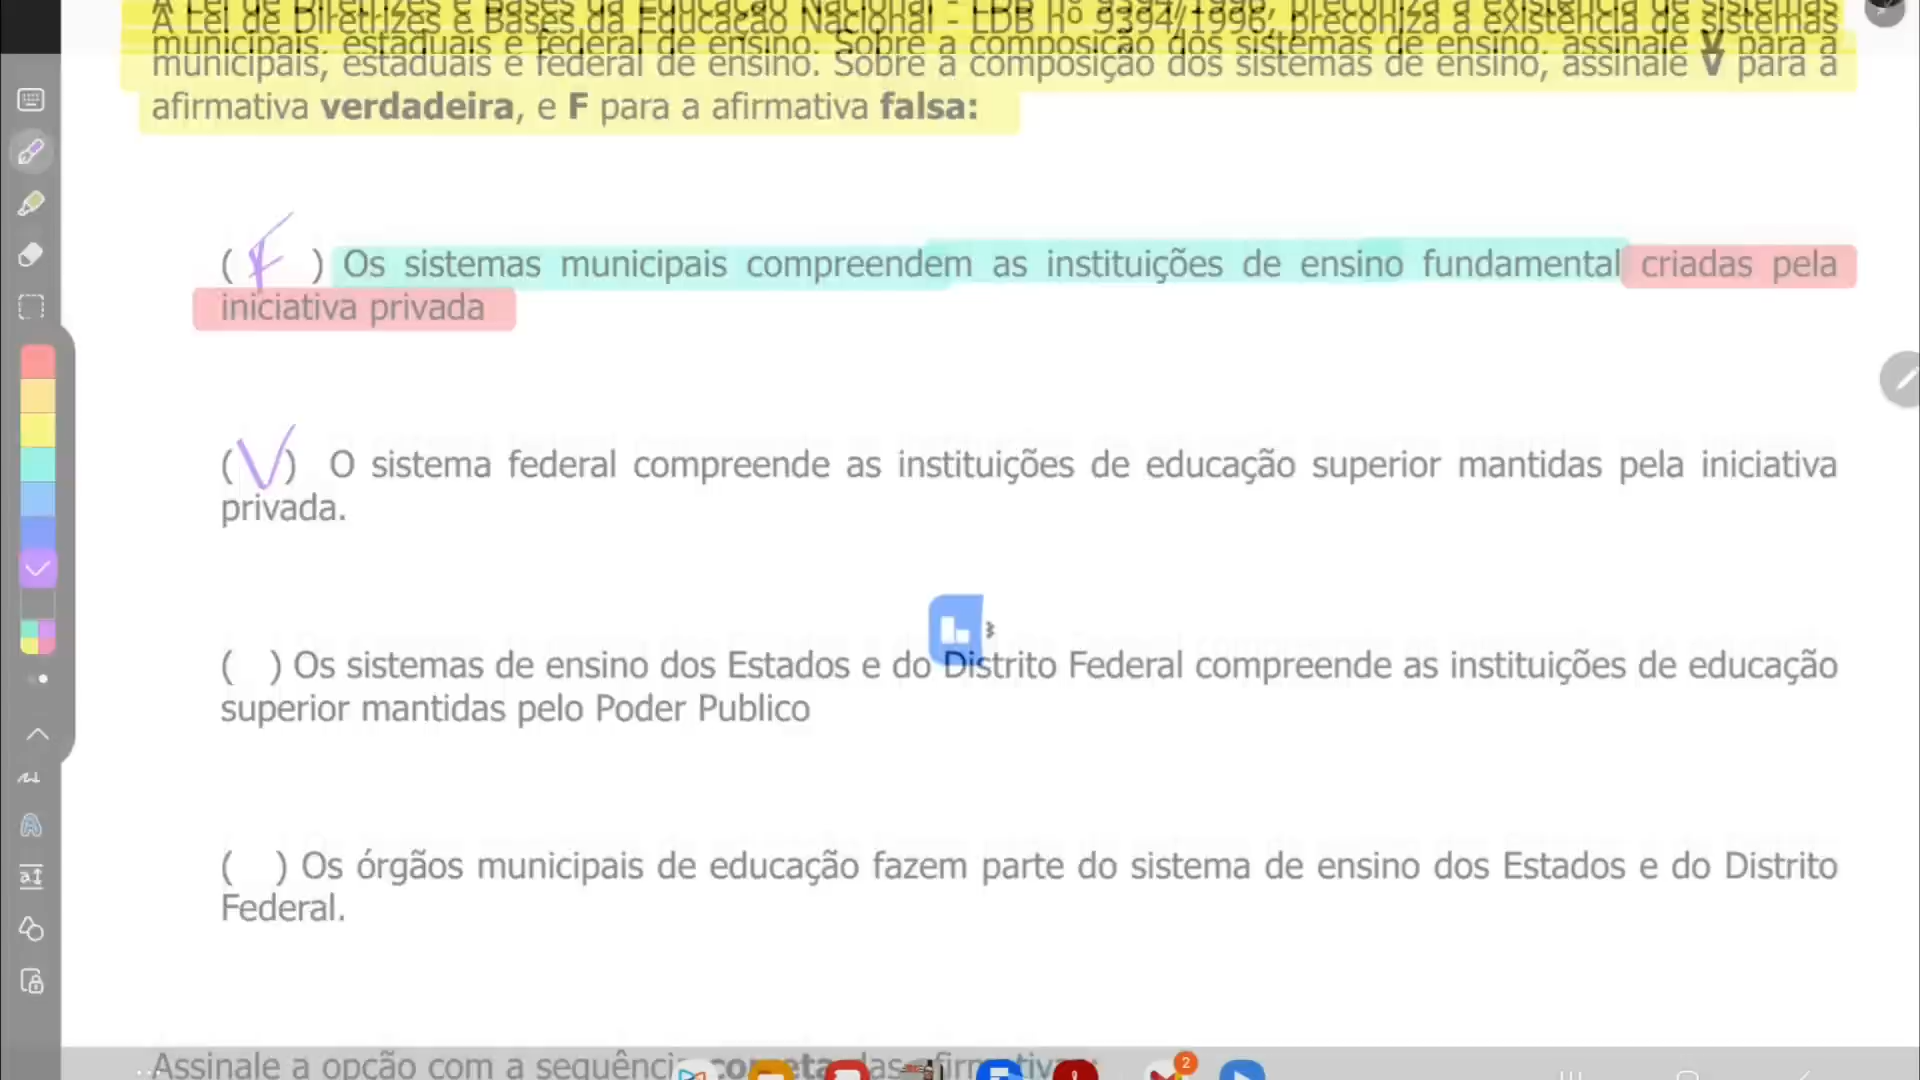 A Lei de Diretrizes e Bases da Educação Nacional - LDB nº 9394/1996, preconiza a existência de sistemas
municipais, estaduais e federal de ensino. Sobre a composição dos sistemas de ensino, assinale V para a
afirmativa verdadeira, e F para a afirmativa falsa:
( F ) Os sistemas municipais compreendem as instituições de ensino fundamental criadas pela
iniciativa privada
(V) O sistema federal compreende as instituições de educação superior mantidas pela iniciativa
privada.
( ) Os sistemas de ensino dos Estados e do Distrito Federal compreende as instituições de educação
superior mantidas pelo Poder Publico
( ) Os órgãos municipais de educação fazem parte do sistema de ensino dos Estados e do Distrito
Federal.
Assinale a opção com a sequência correta das afirmativas:
2